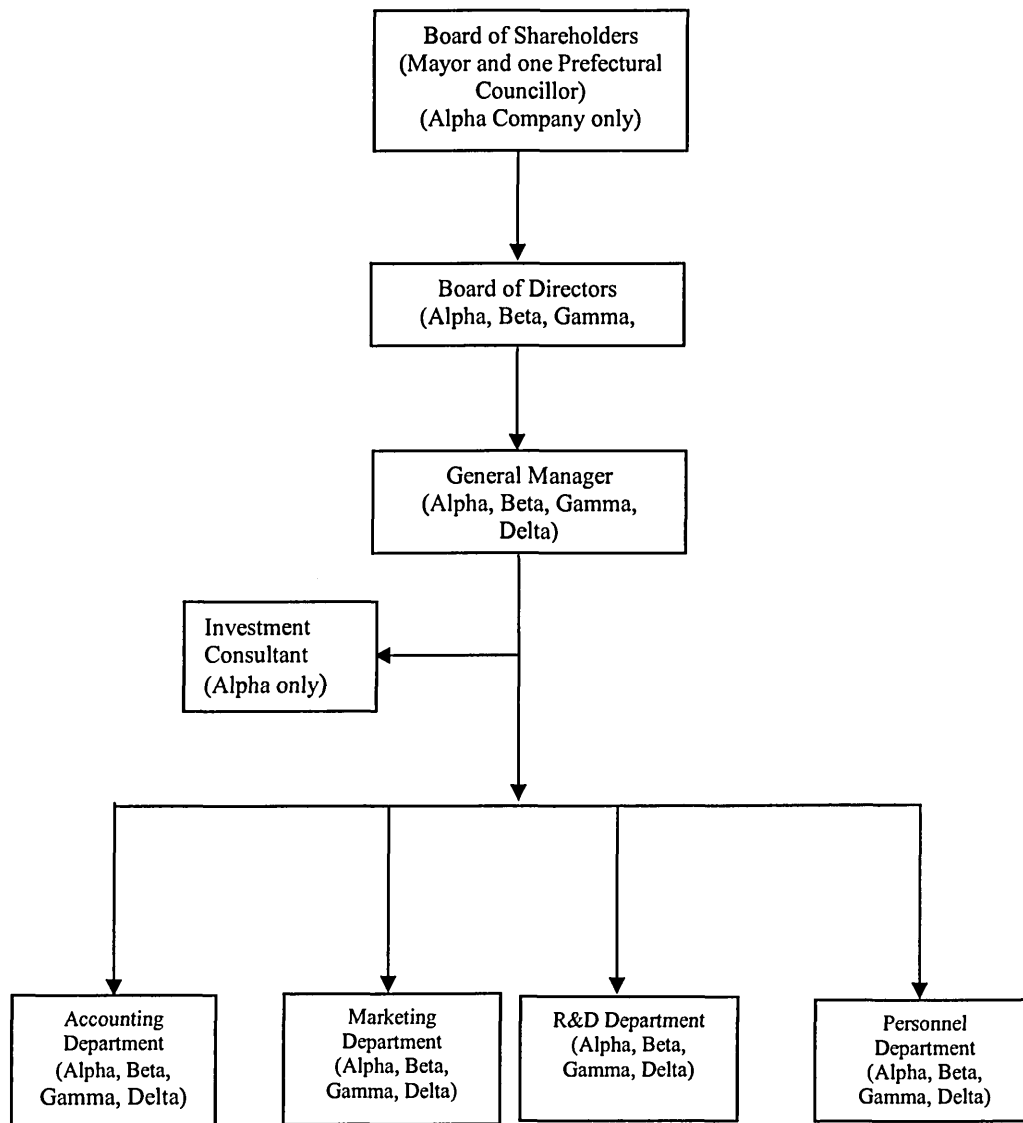 Board of Shareholders
(Mayor and one Prefectural
Councillor)
(Alpha Company only)
Board of Directors
(Alpha, Beta, Gamma,
General Manager
(Alpha, Beta, Gamma,
Delta)
Investment
Consultant
(Alpha only)
Accounting
Department
(Alpha, Beta,
Gamma, Delta)
Marketing
Department
(Alpha, Beta,
Gamma, Delta)
R&D Department
(Alpha, Beta,
Gamma, Delta)
Personnel
Department
(Alpha, Beta,
Gamma, Delta)